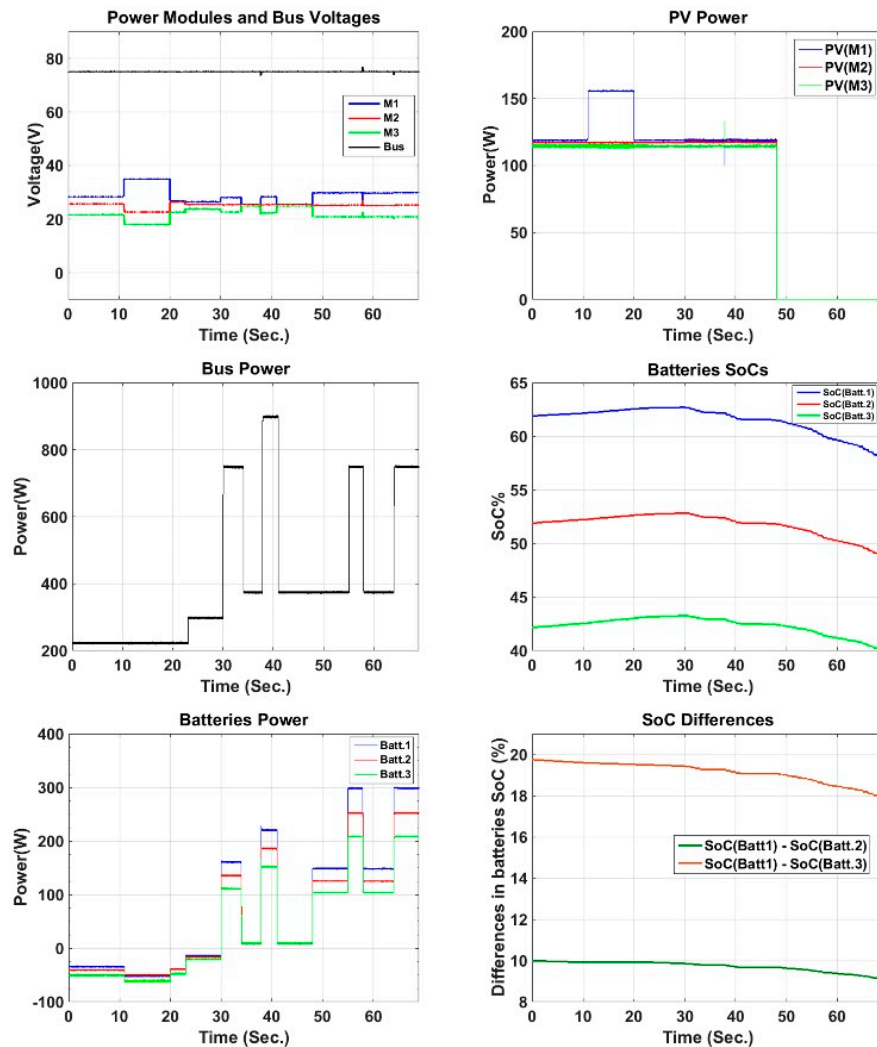 Power Modules and Bus Voltages
80
60
40
20
0
Voltage(V)
M1
M2
M3
Bus
0 10 20 30 40 50 60
Time (Sec.)
PV Power
200
150
100
50
0
Power(W)
PV(M1)
PV(M2)
PV(M3)
0 10 20 30 40 50 60
Time (Sec.)
Bus Power
1000
800
600
400
200
Power(W)
0 10 20 30 40 50 60
Time (Sec.)
Batteries SoCs
65
60
55
50
45
40
SoC%
SoC(Batt.1)
SoC(Batt.2)
SoC(Batt.3)
0 10 20 30 40 50 60
Time (Sec.)
Batteries Power
400
300
200
100
0
-100
Power(W)
Batt.1
Batt.2
Batt.3
0 10 20 30 40 50 60
Time (Sec.)
SoC Differences
20
18
16
14
12
10
8
Differences in batteries SoC (%)
SoC(Batt1) - SoC(Batt.2)
SoC(Batt1) - SoC(Batt.3)
0 10 20 30 40 50 60
Time (Sec.)